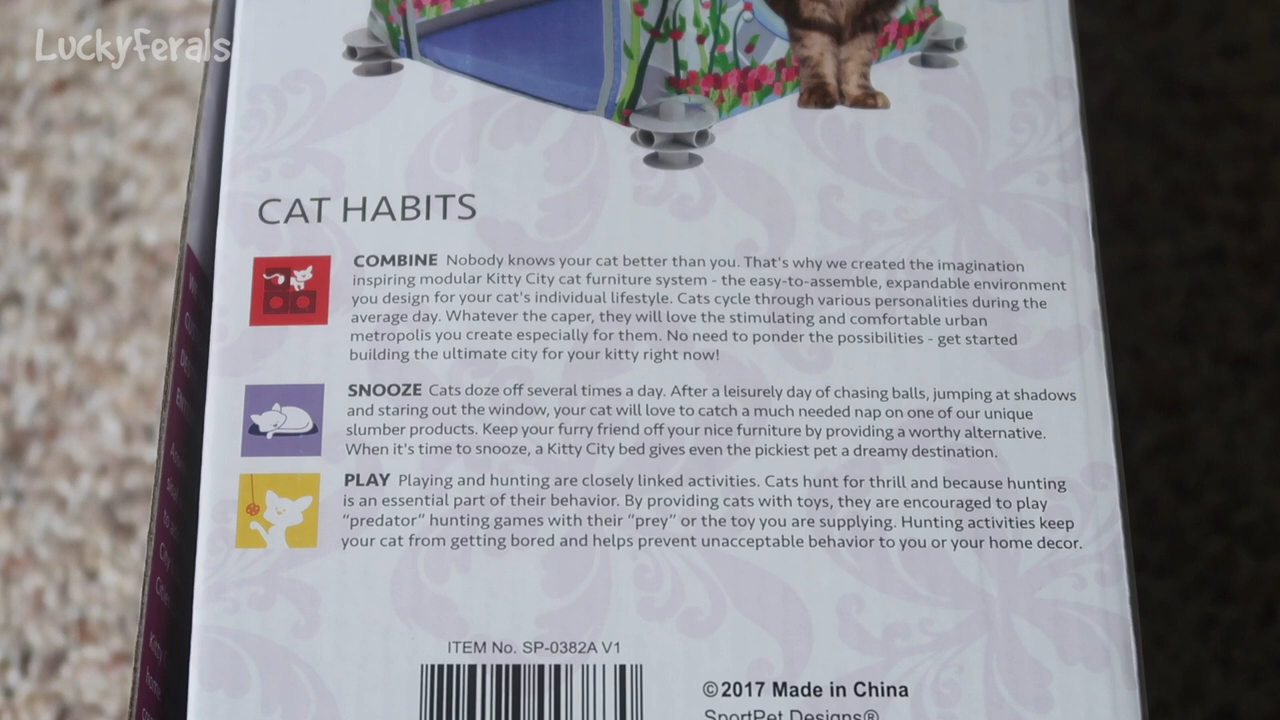 LuckyFerals
CAT HABITS
COMBINE Nobody knows your cat better than you. That's why we created the imagination
inspiring modular Kitty City cat furniture system - the easy-to-assemble, expandable environment
you design for your cat's individual lifestyle. Cats cycle through various personalities during the
average day. Whatever the caper, they will love the stimulating and comfortable urban
metropolis you create especially for them. No need to ponder the possibilities - get started
building the ultimate city for your kitty right now!
SNOOZE Cats doze off several times a day. After a leisurely day of chasing balls, jumping at shadows
and staring out the window, your cat will love to catch a much needed nap on one of our unique
slumber products. Keep your furry friend off your nice furniture by providing a worthy alternative.
When it's time to snooze, a Kitty City bed gives even the pickiest pet a dreamy destination.
PLAY Playing and hunting are closely linked activities. Cats hunt for thrill and because hunting
is an essential part of their behavior. By providing cats with toys, they are encouraged to play
“predator” hunting games with their “prey” or the toy you are supplying. Hunting activities keep
your cat from getting bored and helps prevent unacceptable behavior to you or your home decor.
ITEM No. SP-0382A V1
©2017 Made in China
SportPet Designs®